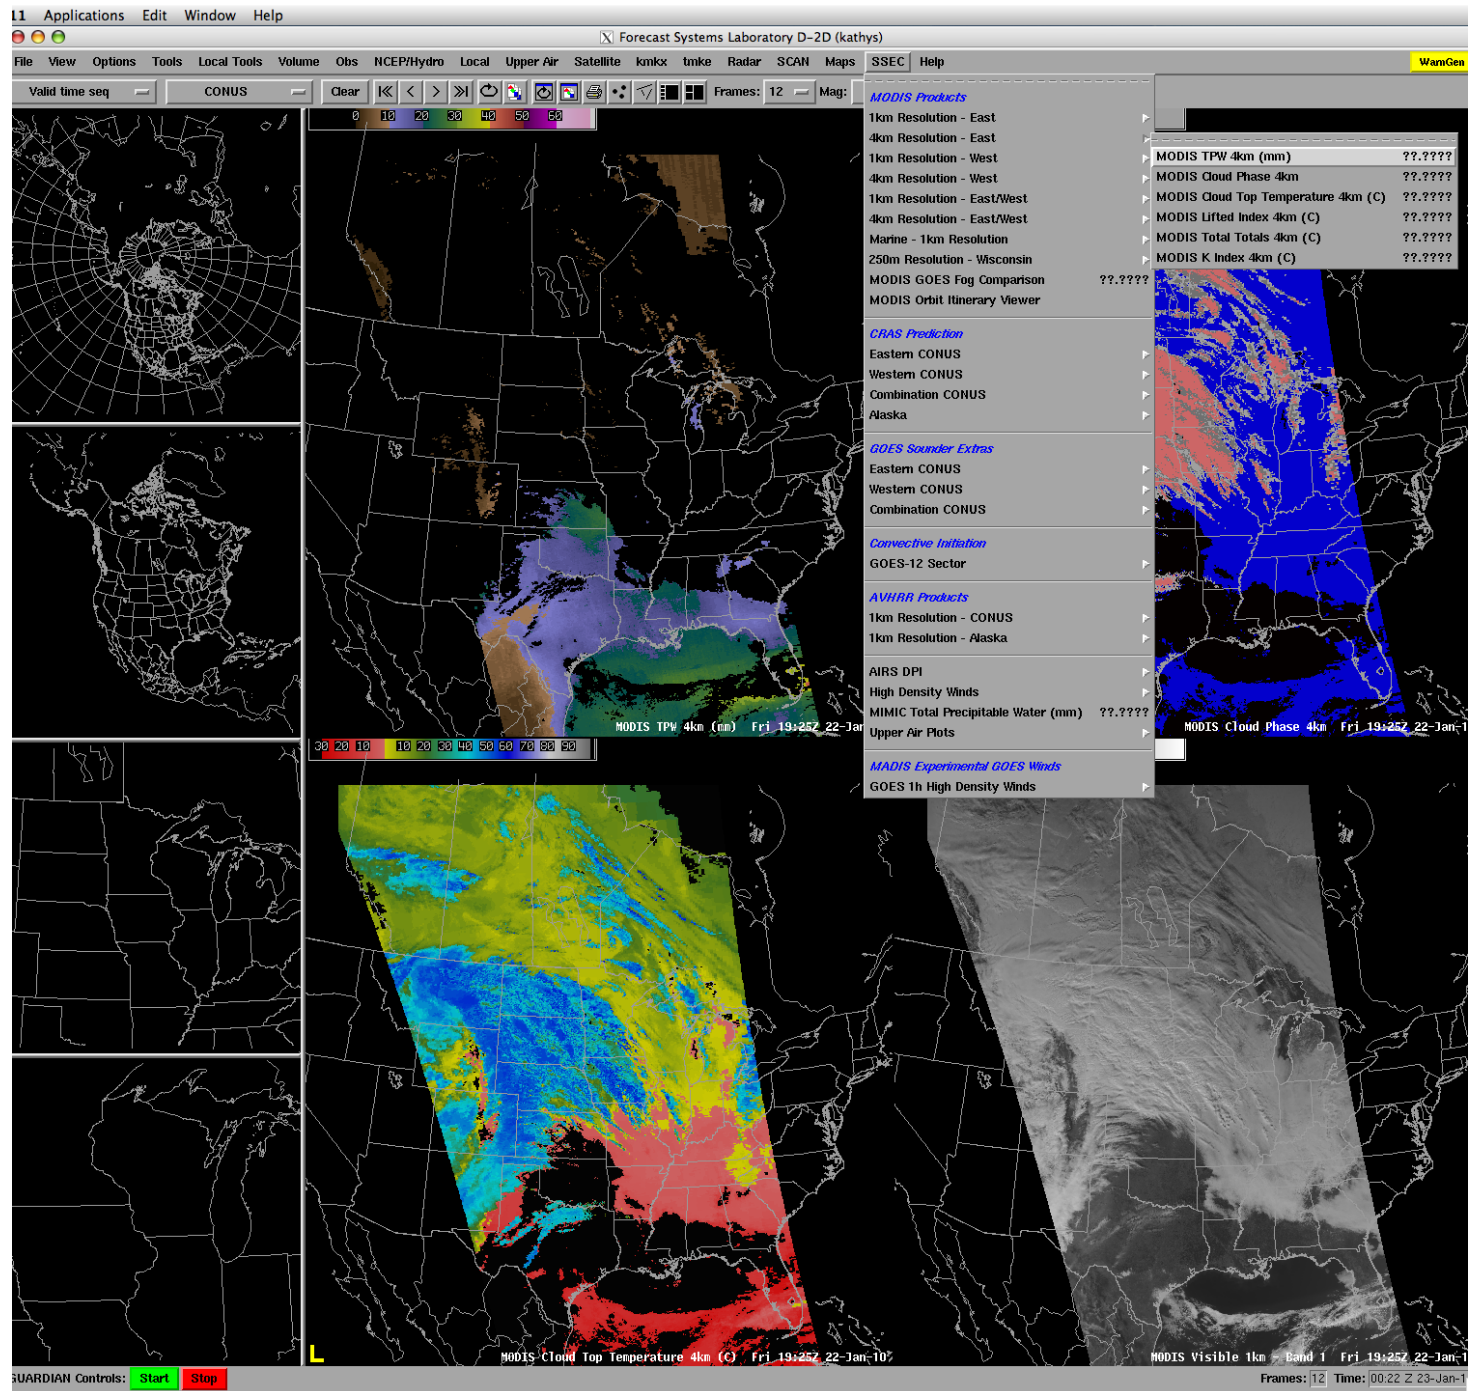 11 Applications Edit Window Help
X Forecast Systems Laboratory D-2D (kathys)
File View Options Tools Local Tools Volume Obs NCEP/Hydro Local Upper Air Satellite kmkx tmke Radar SCAN Maps SSEC Help WarnGen
Valid time seq CONUS Clear Frames: 12 Mag:
0 10 20 30 40 50 60
MODIS Products
1km Resolution - East
4km Resolution - East
1km Resolution - West
4km Resolution - West
1km Resolution - East/West
4km Resolution - East/West
Marine - 1km Resolution
250m Resolution - Wisconsin
MODIS GOES Fog Comparison ??.????
MODIS Orbit Itinerary Viewer
CRAS Prediction
Eastern CONUS
Western CONUS
Combination CONUS
Alaska
GOES Sounder Extras
Eastern CONUS
Western CONUS
Combination CONUS
Convective Initiation
GOES-12 Sector
AVHRR Products
1km Resolution - CONUS
1km Resolution - Alaska
AIRS DPI
High Density Winds
MIMIC Total Precipitable Water (mm) ??.????
Upper Air Plots
MADIS Experimental GOES Winds
GOES 1h High Density Winds
MODIS TPW 4km (mm) ??.????
MODIS Cloud Phase 4km ??.????
MODIS Cloud Top Temperature 4km (C) ??.????
MODIS Lifted Index 4km (C) ??.????
MODIS Total Totals 4km (C) ??.????
MODIS K Index 4km (C) ??.????
MODIS TPW 4km (mm) Fri 19:25Z 22-Jan
MODIS Cloud Phase 4km Fri 19:25Z 22-Jan-1
30 20 10 10 20 30 40 50 60 70 80 90
L
MODIS Cloud Top Temperature 4km (C) Fri 19:25Z 22-Jan-10
MODIS Visible 1km - Band 1 Fri 19:25Z 22-Jan-1
GUARDIAN Controls: Start Stop
Frames: 12 Time: 00:22 Z 23-Jan-1